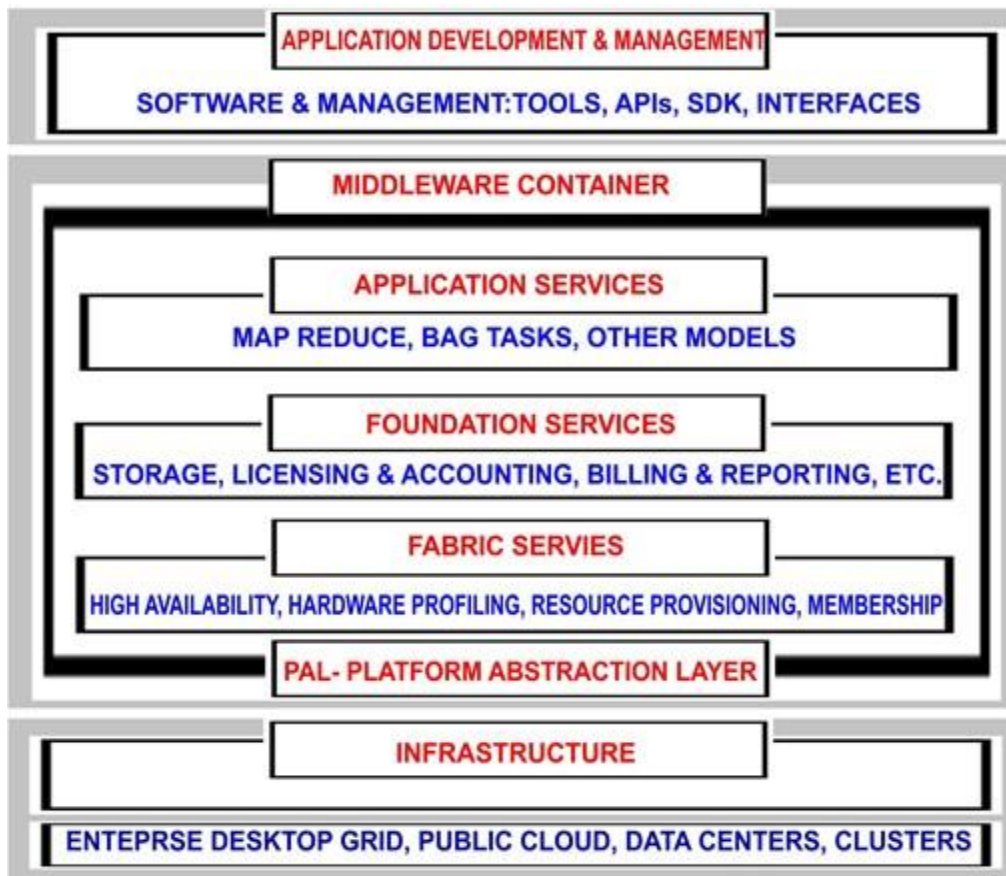 APPLICATION DEVELOPMENT & MANAGEMENT
SOFTWARE & MANAGEMENT:TOOLS, APIs, SDK, INTERFACES
MIDDLEWARE CONTAINER
APPLICATION SERVICES
MAP REDUCE, BAG TASKS, OTHER MODELS
FOUNDATION SERVICES
STORAGE, LICENSING & ACCOUNTING, BILLING & REPORTING, ETC.
FABRIC SERVIES
HIGH AVAILABILITY, HARDWARE PROFILING, RESOURCE PROVISIONING, MEMBERSHIP
PAL- PLATFORM ABSTRACTION LAYER
INFRASTRUCTURE
ENTEPRSE DESKTOP GRID, PUBLIC CLOUD, DATA CENTERS, CLUSTERS